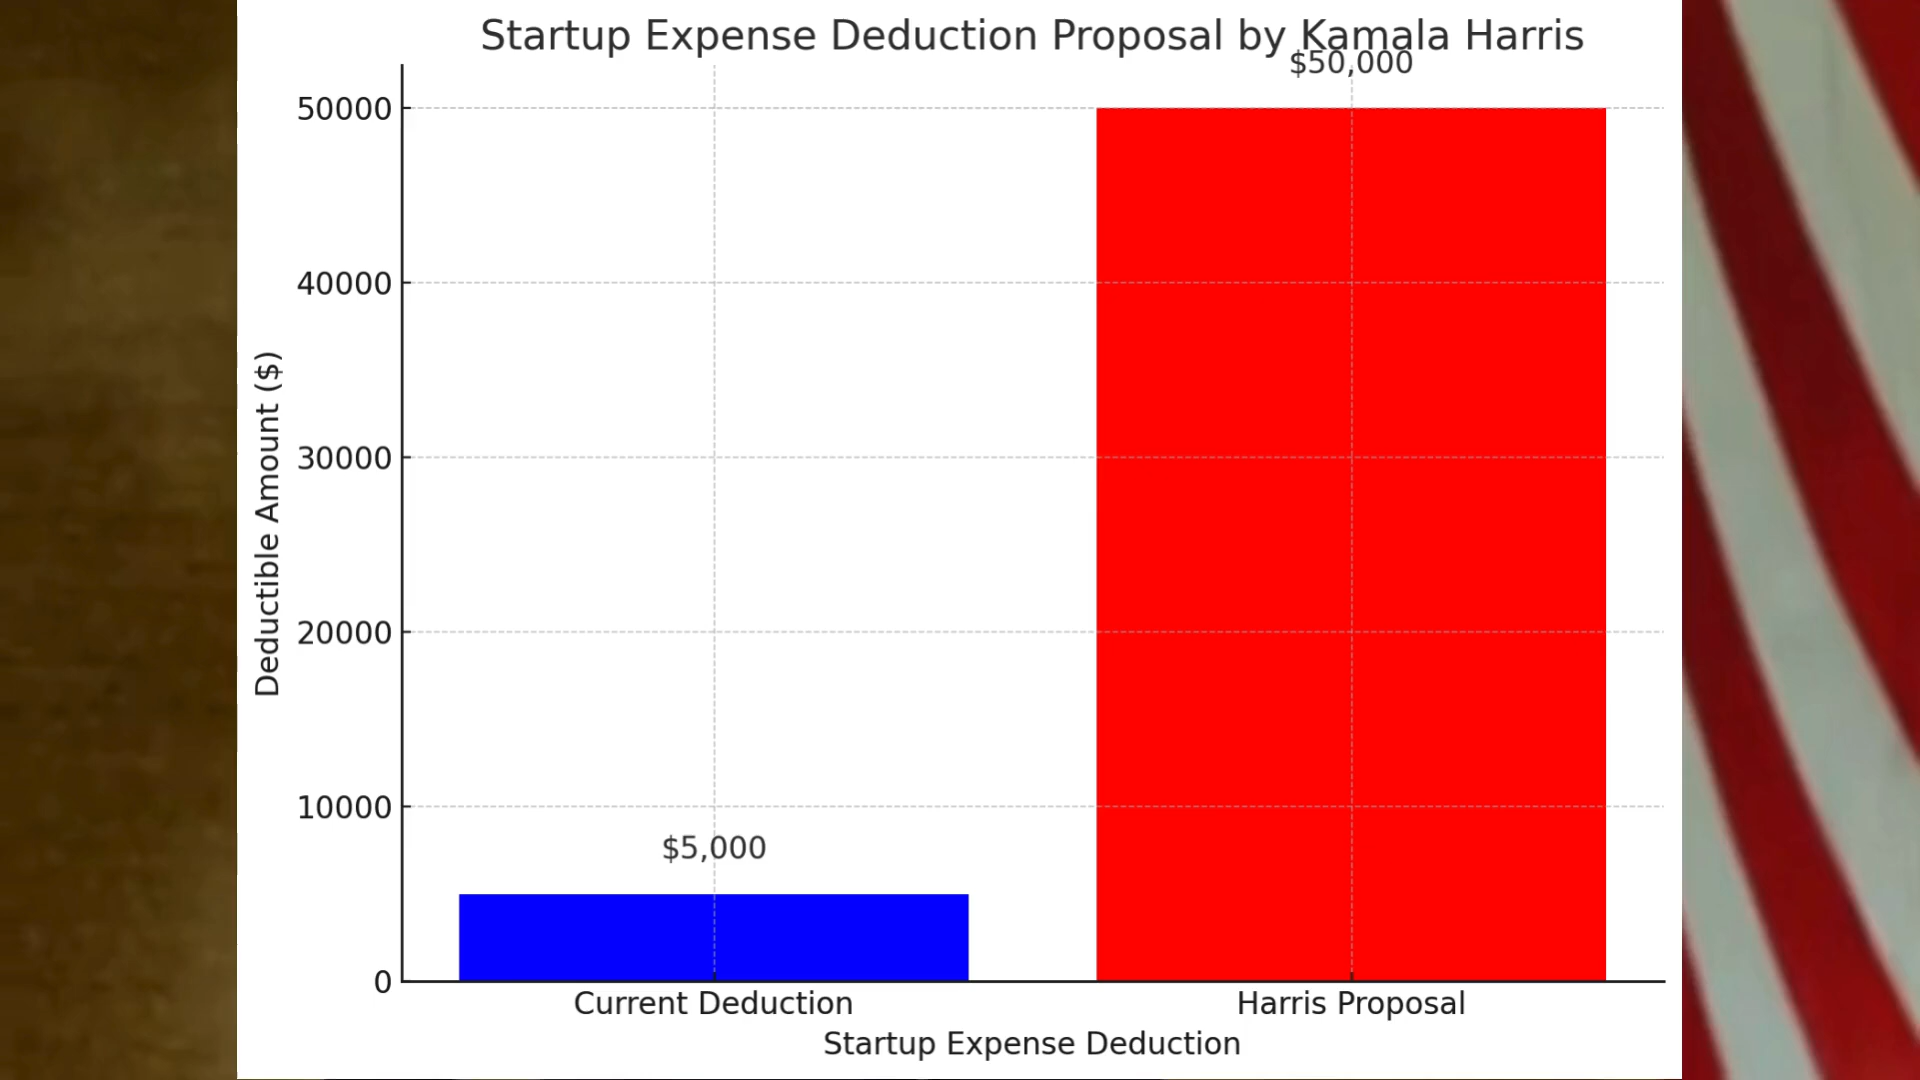 Startup Expense Deduction Proposal by Kamala Harris
$50,000
50000
40000
30000
20000
10000
0
Deductible Amount ($)
$5,000
Current Deduction
Harris Proposal
Startup Expense Deduction